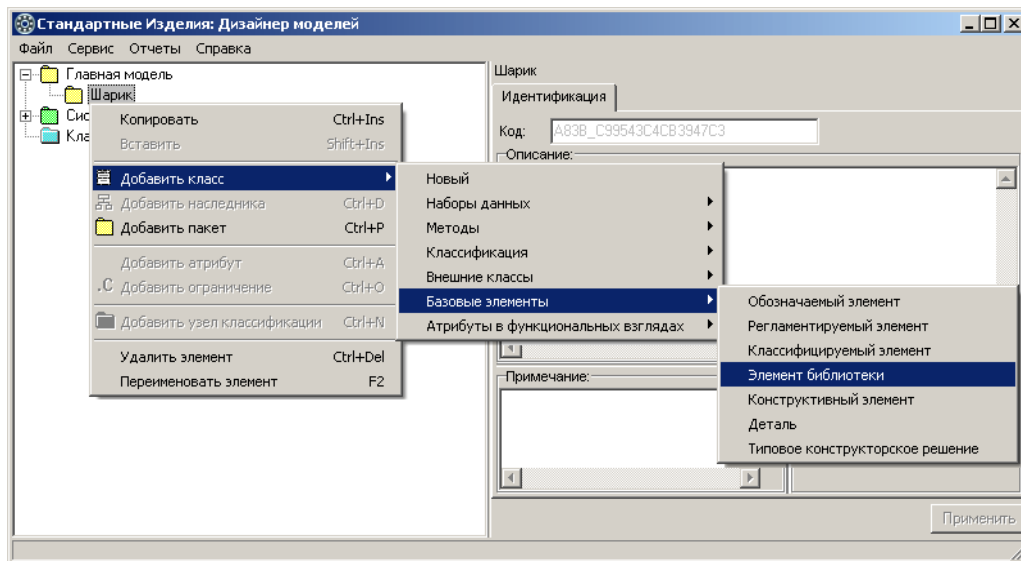 Стандартные Изделия: Дизайнер моделей
Файл Сервис Отчеты Справка
Главная модель
Шарик
Сис
Кла
Шарик
Идентификация
Код: A83B_C99543C4CB3947C3
Описание:
Копировать Ctrl+Ins
Вставить Shift+Ins
Добавить класс
Добавить наследника Ctrl+D
Добавить пакет Ctrl+P
Добавить атрибут Ctrl+A
.C Добавить ограничение Ctrl+O
Добавить узел классификации Ctrl+N
Удалить элемент Ctrl+Del
Переименовать элемент F2
Новый
Наборы данных
Методы
Классификация
Внешние классы
Базовые элементы
Атрибуты в функциональных взглядах
Обозначаемый элемент
Регламентируемый элемент
Классифицируемый элемент
Элемент библиотеки
Конструктивный элемент
Деталь
Типовое конструкторское решение
Примечание:
Применить